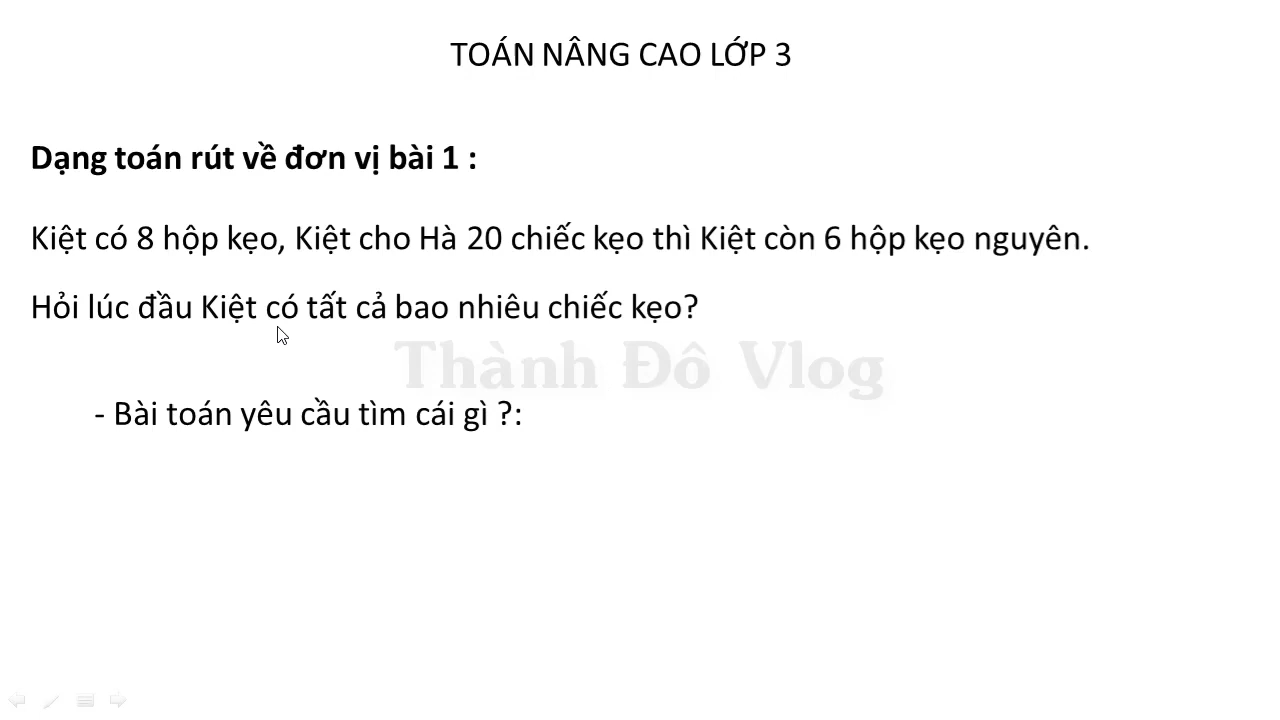 TOÁN NÂNG CAO LỚP 3
Dạng toán rút về đơn vị bài 1 :
Kiệt có 8 hộp kẹo, Kiệt cho Hà 20 chiếc kẹo thì Kiệt còn 6 hộp kẹo nguyên.
Hỏi lúc đầu Kiệt có tất cả bao nhiêu chiếc kẹo?
Thành Đô Vlog
- Bài toán yêu cầu tìm cái gì ?: